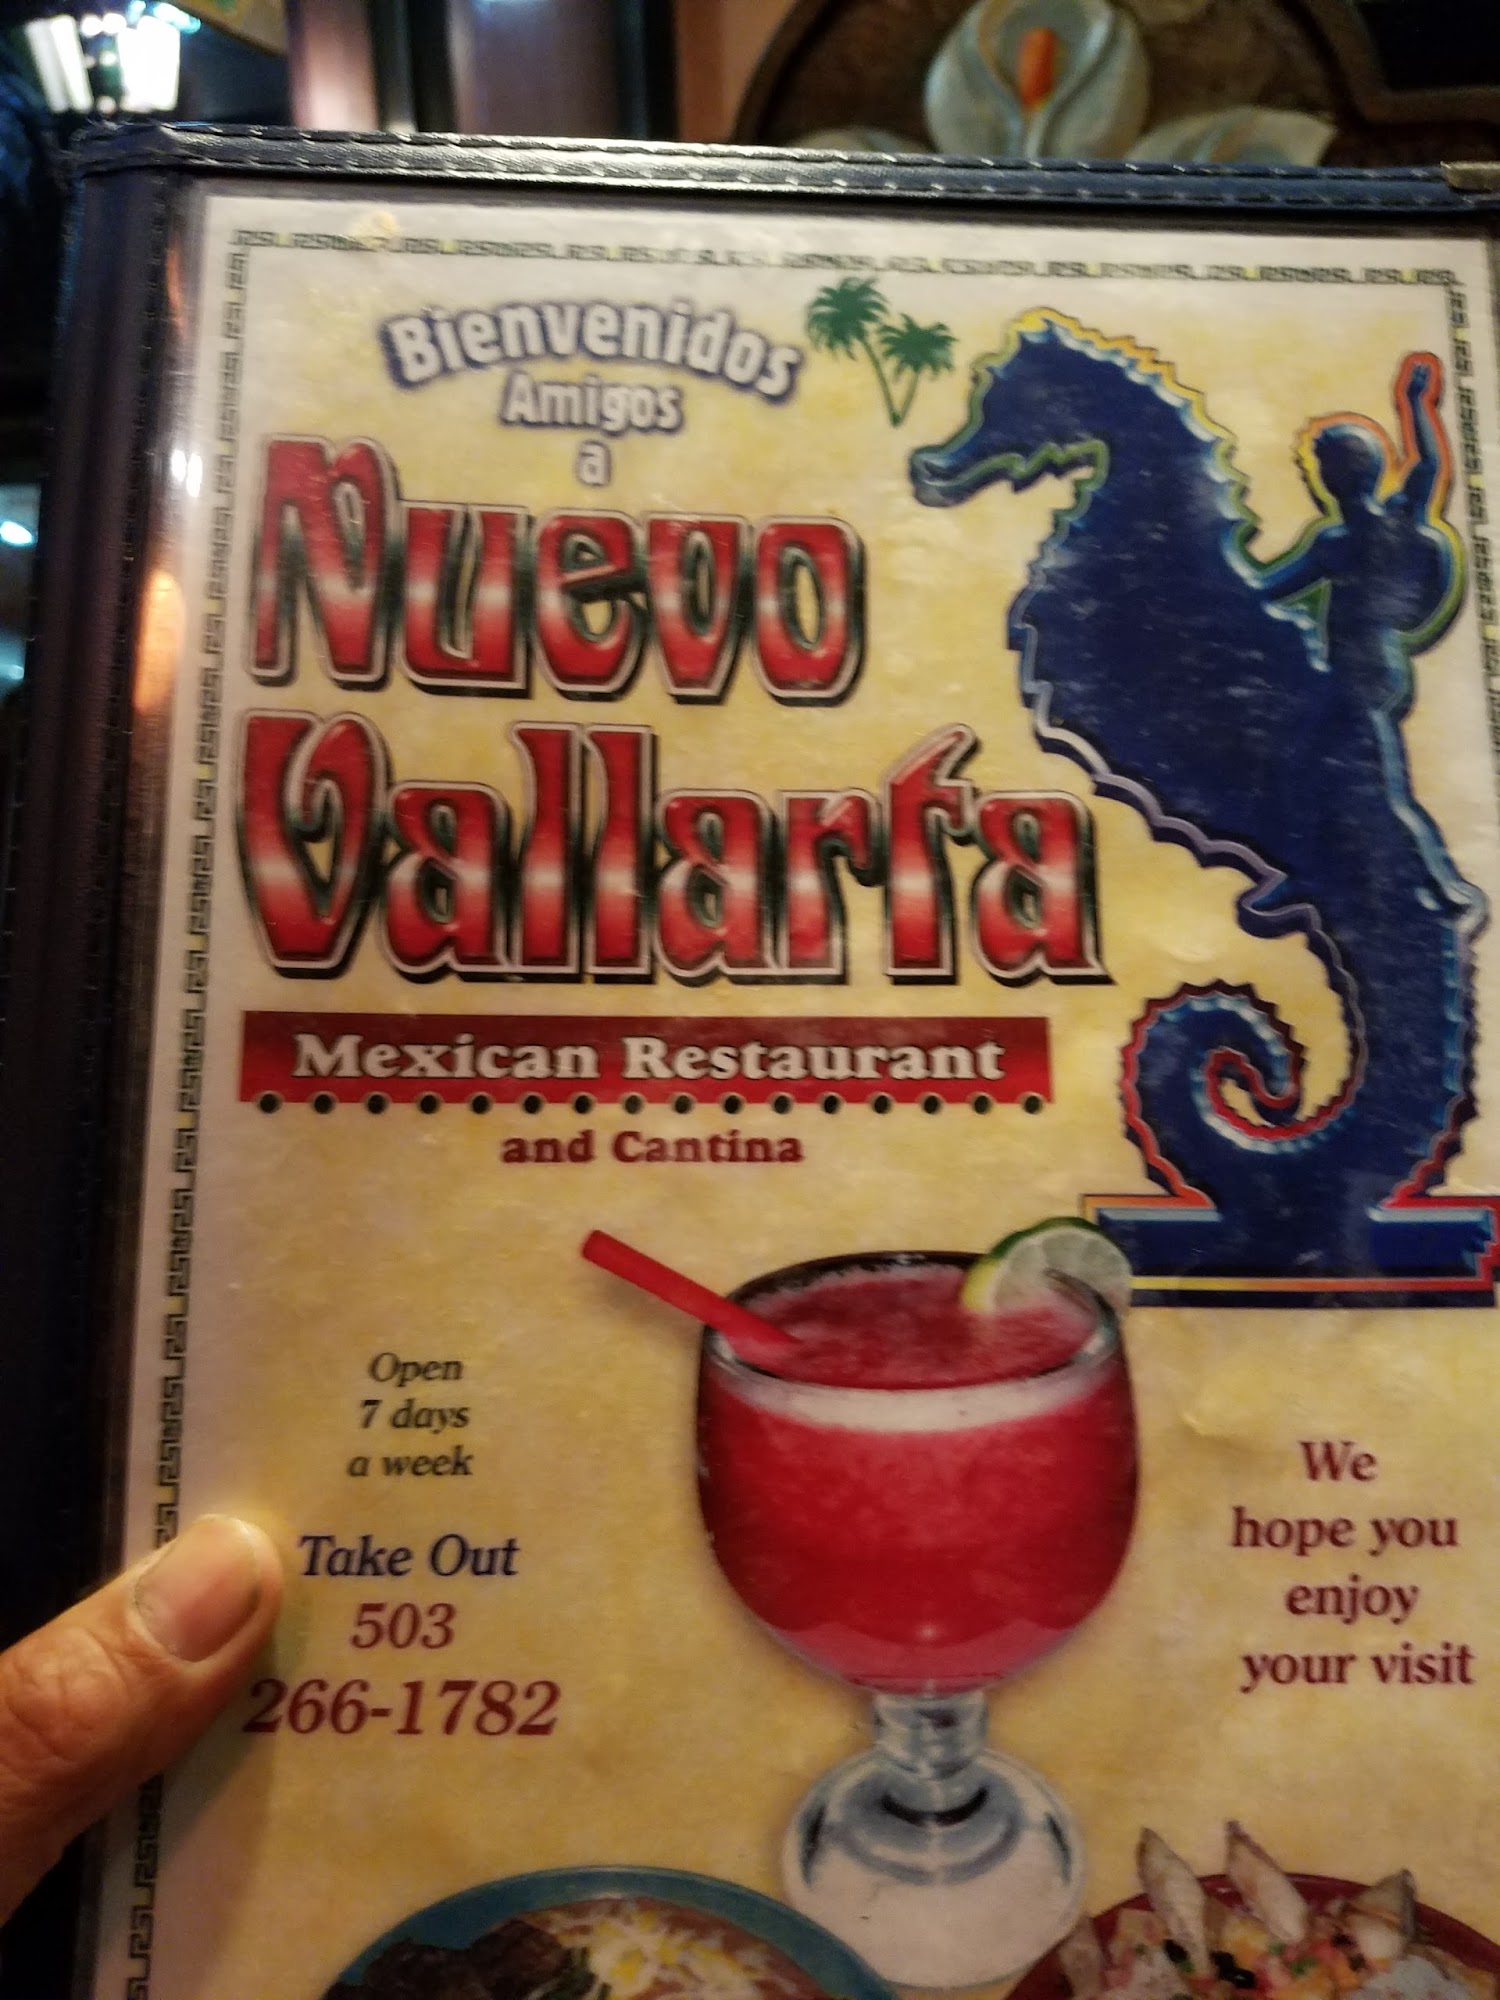 Bienvenidos
Amigos
a
Nuevo
Vallarta
Mexican Restaurant
and Cantina
Open
7 days
a week
Take Out
503
266-1782
We
hope you
enjoy
your visit